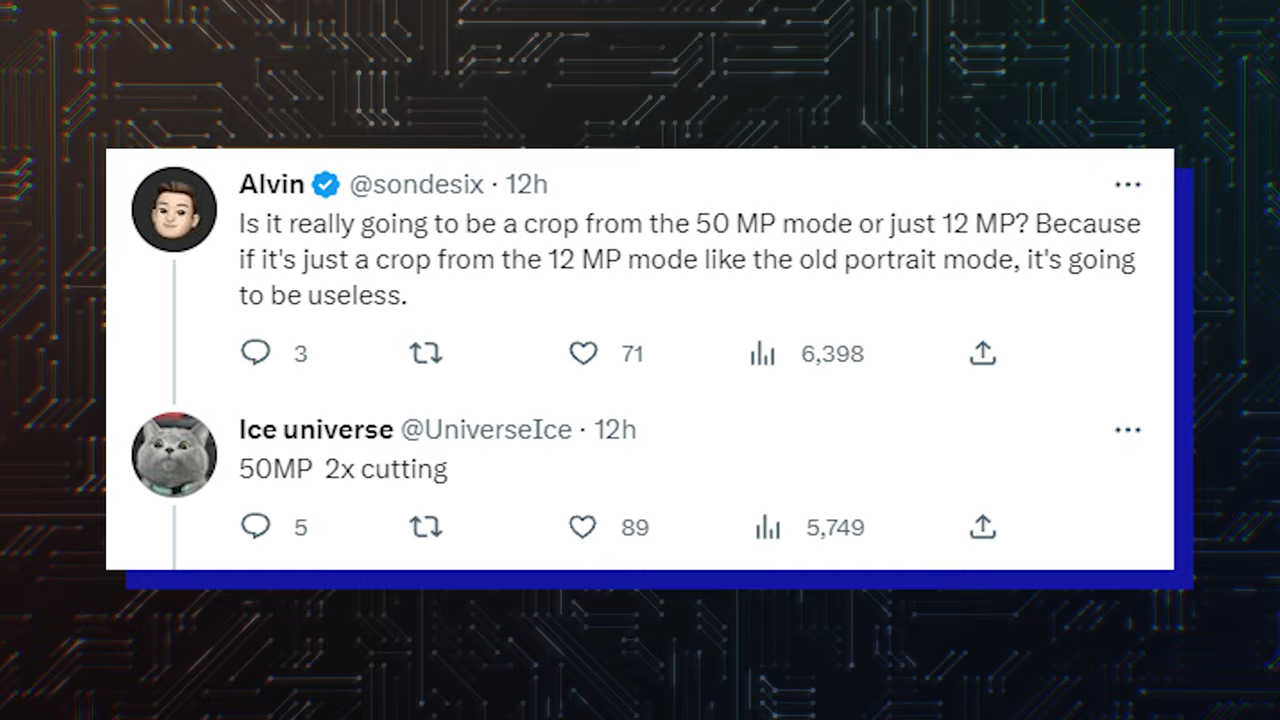 Alvin @sondesix · 12h
Is it really going to be a crop from the 50 MP mode or just 12 MP? Because
if it's just a crop from the 12 MP mode like the old portrait mode, it's going
to be useless.
3 71 6,398
Ice universe @UniverseIce · 12h
50MP  2x cutting
5 89 5,749